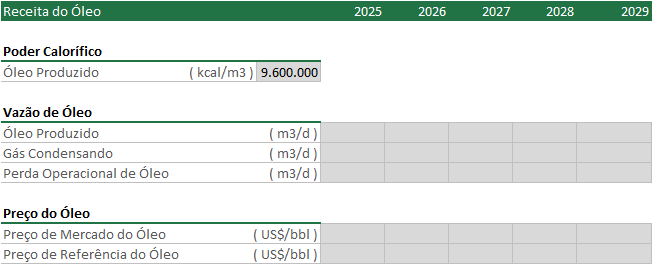 Receita do Óleo 2025 2026 2027 2028 2029
Poder Calorífico
Óleo Produzido ( kcal/m3 ) 9.600.000
Vazão de Óleo
Óleo Produzido ( m3/d )
Gás Condensando ( m3/d )
Perda Operacional de Óleo ( m3/d )
Preço do Óleo
Preço de Mercado do Óleo ( US$/bbl )
Preço de Referência do Óleo ( US$/bbl )